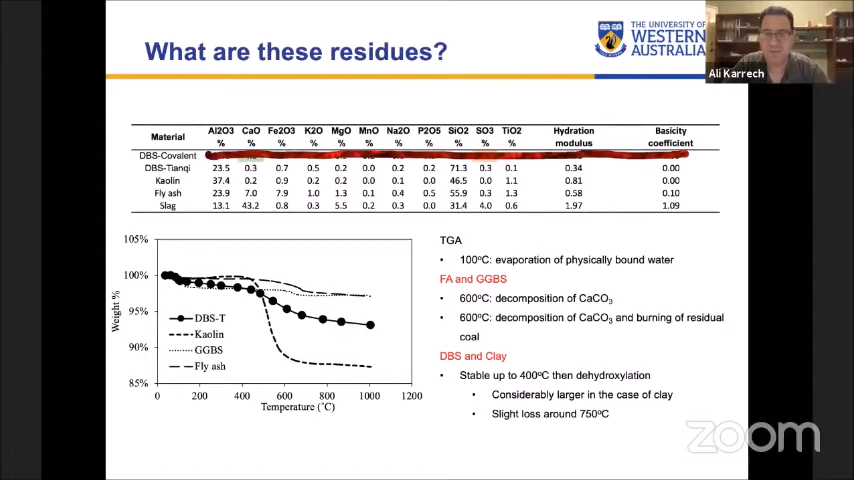 What are these residues?
THE UNIVERSITY OF
WESTERN
AUSTRALIA
Ali Karrech
Material Al2O3 % CaO % Fe2O3 % K2O % MgO % MnO % Na2O % P2O5 % SiO2 % SO3 % TiO2 % Hydration modulus Basicity coefficient
DBS-Covalent
DBS-Tianqi 23.5 0.3 0.7 0.5 0.2 0.0 0.2 0.2 71.3 0.3 0.1 0.34 0.00
Kaolin 37.4 0.2 0.9 0.2 0.2 0.0 0.1 0.0 46.5 0.0 1.1 0.81 0.00
Fly ash 23.9 7.0 7.9 1.0 1.3 0.1 0.4 0.5 55.9 0.3 1.3 0.58 0.10
Slag 13.1 43.2 0.8 0.3 5.5 0.2 0.3 0.0 31.4 4.0 0.6 1.97 1.09
105%
100%
95%
90%
85%
Weight %
DBS-T
Kaolin
GGBS
Fly ash
0 200 400 600 800 1000 1200
Temperature (˚C)
TGA
• 100oC: evaporation of physically bound water
FA and GGBS
• 600oC: decomposition of CaCO3
• 600oC: decomposition of CaCO3 and burning of residual
coal
DBS and Clay
• Stable up to 400oC then dehydroxylation
• Considerably larger in the case of clay
• Slight loss around 750oC
zoom